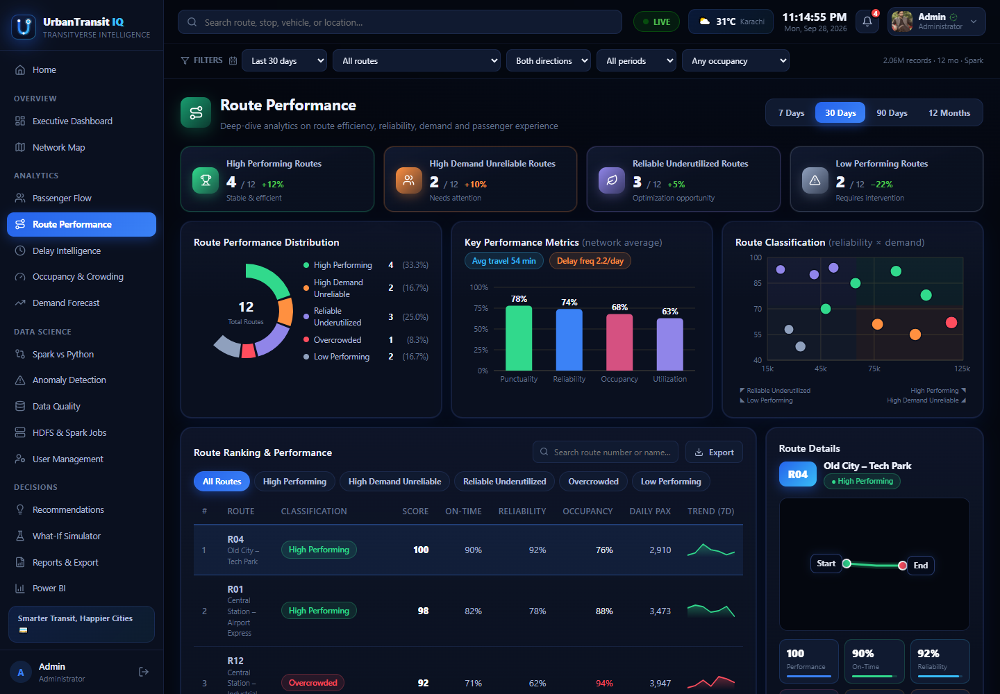 UrbanTransit IQ
TRANSITVERSE INTELLIGENCE
Search route, stop, vehicle, or location...
LIVE
31°C Karachi
11:14:55 PM
Mon, Sep 28, 2026
4
Admin
Administrator
FILTERS
Last 30 days
All routes
Both directions
All periods
Any occupancy
2.06M records · 12 mo · Spark
Home
OVERVIEW
Executive Dashboard
Network Map
ANALYTICS
Passenger Flow
Route Performance
Delay Intelligence
Occupancy & Crowding
Demand Forecast
DATA SCIENCE
Spark vs Python
Anomaly Detection
Data Quality
HDFS & Spark Jobs
User Management
DECISIONS
Recommendations
What-If Simulator
Reports & Export
Power BI
Smarter Transit, Happier Cities
A
Admin
Administrator
Route Performance
Deep-dive analytics on route efficiency, reliability, demand and passenger experience
7 Days
30 Days
90 Days
12 Months
High Performing Routes
4 / 12 +12%
Stable & efficient
High Demand Unreliable Routes
2 / 12 +10%
Needs attention
Reliable Underutilized Routes
3 / 12 +5%
Optimization opportunity
Low Performing Routes
2 / 12 −22%
Requires intervention
Route Performance Distribution
12
Total Routes
High Performing 4 (33.3%)
High Demand
Unreliable 2 (16.7%)
Reliable
Underutilized 3 (25.0%)
Overcrowded 1 (8.3%)
Low Performing 2 (16.7%)
Key Performance Metrics (network average)
Avg travel 54 min
Delay freq 2.2/day
100%
75%
50%
25%
0%
78%
74%
68%
63%
Punctuality
Reliability
Occupancy
Utilization
Route Classification (reliability × demand)
100
85
70
55
40
15k
45k
75k
125k
◤ Reliable Underutilized
High Performing ◥
◣ Low Performing
High Demand Unreliable ◢
Route Ranking & Performance
Search route number or name...
Export
All Routes
High Performing
High Demand Unreliable
Reliable Underutilized
Overcrowded
Low Performing
# ROUTE CLASSIFICATION SCORE ON-TIME RELIABILITY OCCUPANCY DAILY PAX TREND (7D)
R04
Old City –
Tech Park
1 High Performing 100 90% 92% 76% 2,910
R01
Central
Station –
Airport
Express
2 High Performing 98 82% 78% 88% 3,473
R12
Central
Station –
Industrial
3 Overcrowded 92 71% 62% 94% 3,947
Route Details
R04
Old City – Tech Park
High Performing
Start
End
100
Performance
90%
On-Time
92%
Reliability